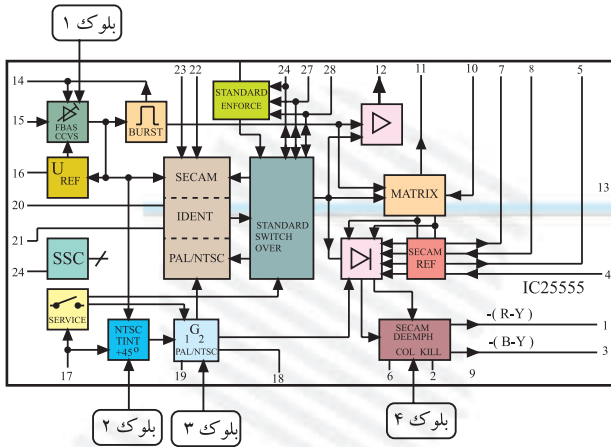 بلوک ۱
14
23 22
24
27
28
12
11
10
7
8
5
15
FBAS
CCVS
BURST
STANDARD
ENFORCE
16
U
REF
SECAM
MATRIX
13
20
IDENT
STANDARD
SWITCH
OVER
21
SSC
24
PAL/NTSC
SECAM
REF
4
IC25555
SERVICE
NTSC
TINT
+45°
G
1 2
PAL/NTSC
SECAM
DEEMPH
COL KILL
-(R-Y)
1
-(B-Y)
3
17
19
18
6
2
9
بلوک ۲
بلوک ۳
بلوک ۴